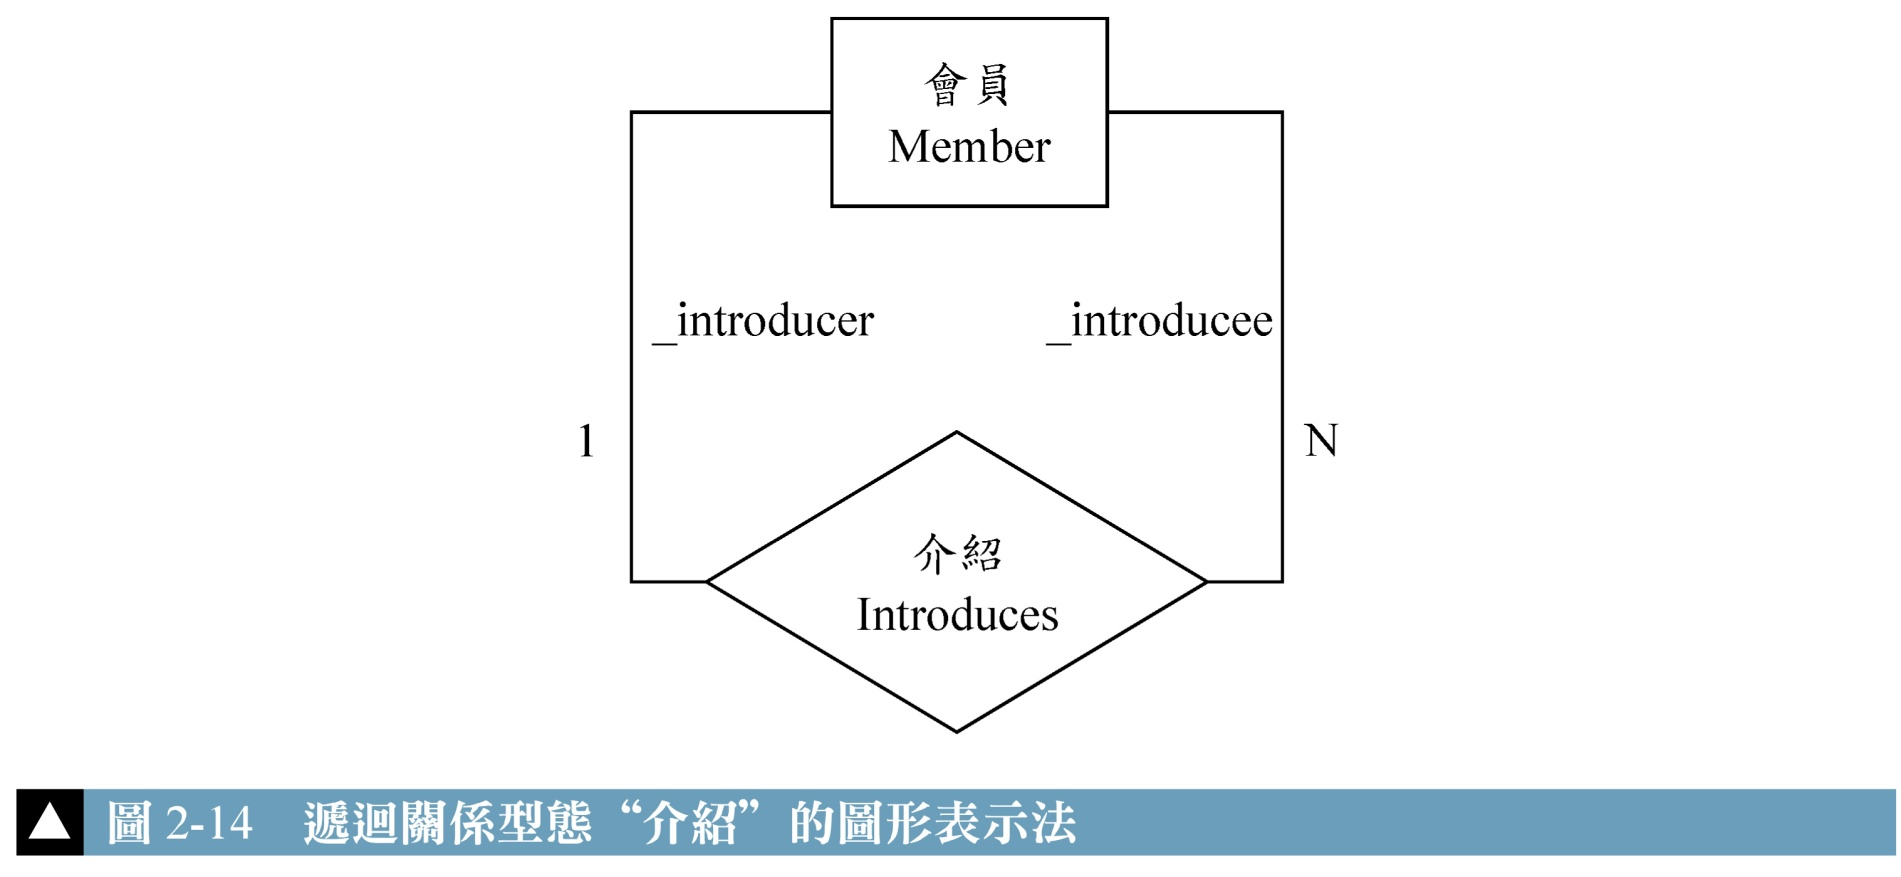 會員
Member
_introducer
_introducee
1
N
介紹
Introduces
圖 2-14 遞迴關係型態“介紹”的圖形表示法